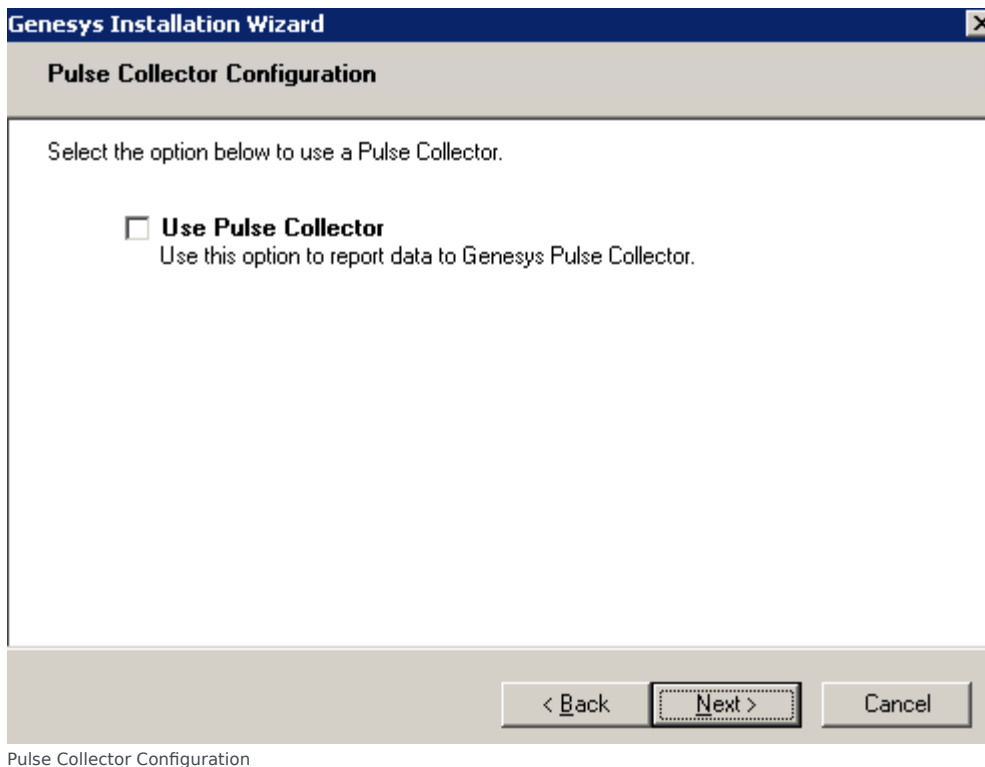 Genesys Installation Wizard
Pulse Collector Configuration
Select the option below to use a Pulse Collector.
Use Pulse Collector
Use this option to report data to Genesys Pulse Collector.
< Back Next > Cancel
Pulse Collector Configuration